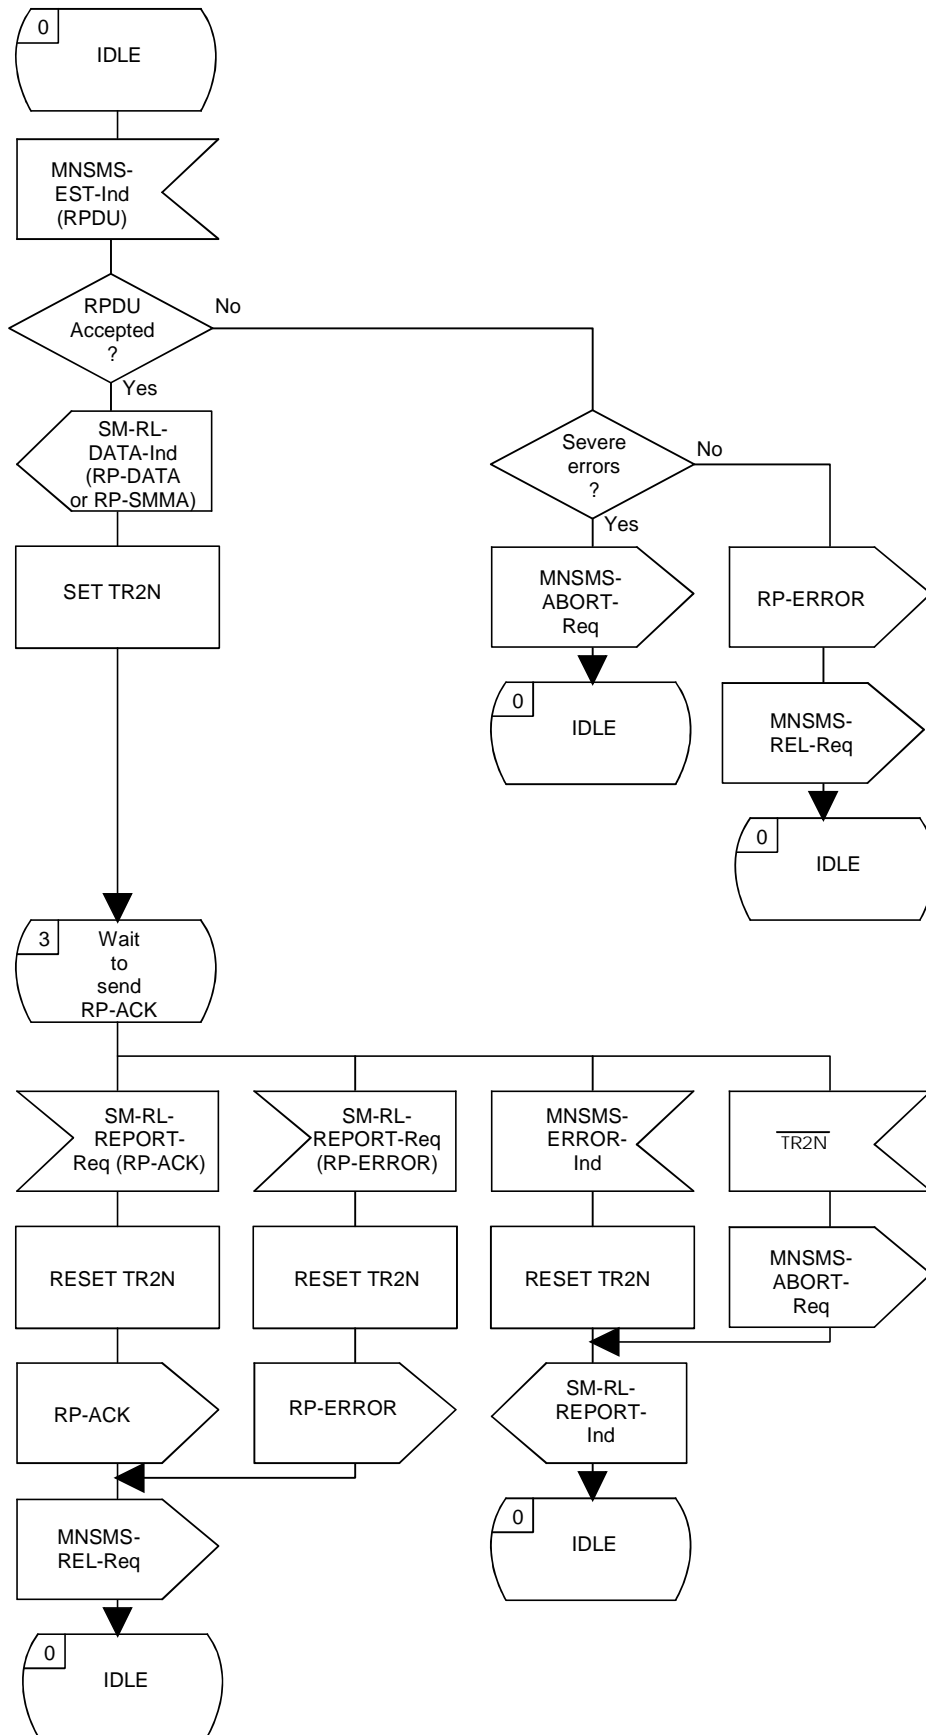 0
IDLE
MNSMS-
EST-Ind
(RPDU)
RPDU
Accepted
?
No
Yes
SM-RL-
DATA-Ind
(RP-DATA
or RP-SMMA)
SET TR2N
Severe
errors
?
No
Yes
MNSMS-
ABORT-
Req
0
IDLE
RP-ERROR
MNSMS-
REL-Req
0
IDLE
3
Wait
to
send
RP-ACK
SM-RL-
REPORT-
Req (RP-ACK)
SM-RL-
REPORT-Req
(RP-ERROR)
MNSMS-
ERROR-
Ind
TR2N
RESET TR2N
RESET TR2N
RESET TR2N
MNSMS-
ABORT-
Req
RP-ACK
RP-ERROR
SM-RL-
REPORT-
Ind
MNSMS-
REL-Req
0
IDLE
0
IDLE